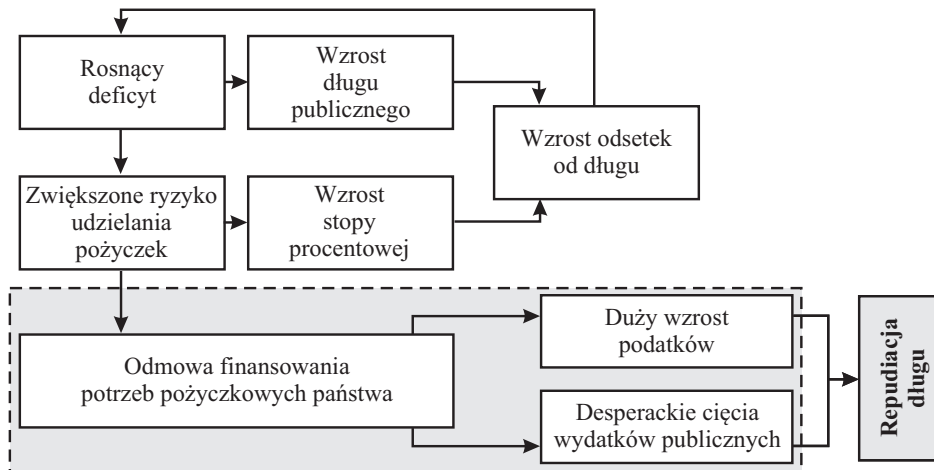 Rosnący
deficyt
Wzrost
długu
publicznego
Wzrost odsetek
od długu
Zwiększone ryzyko
udzielania
pożyczek
Wzrost
stopy
procentowej
Odmowa finansowania
potrzeb pożyczkowych państwa
Duży wzrost
podatków
Desperackie cięcia
wydatków publicznych
Repudiacja
długu